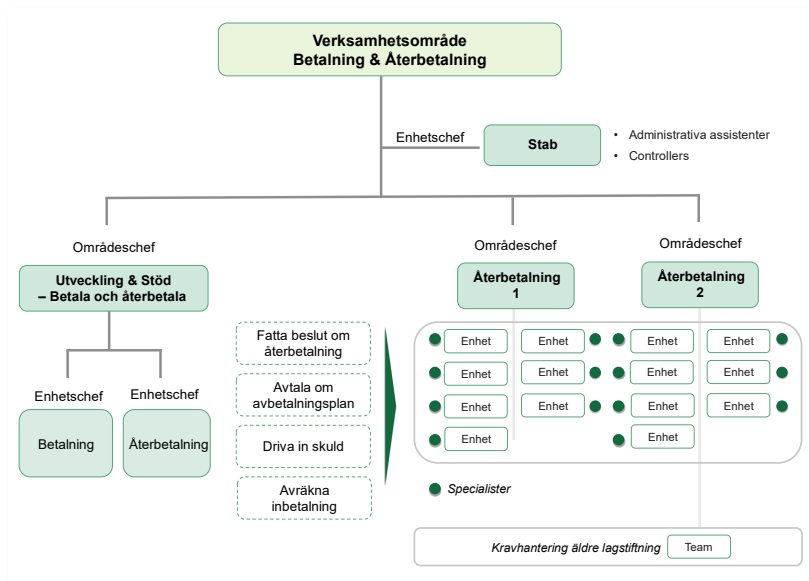 Verksamhetsområde
Betalning & Återbetalning
Enhetschef
Stab
• Administrativa assistenter
• Controllers
Områdeschef
Områdeschef
Områdeschef
Utveckling & Stöd
– Betala och återbetala
Återbetalning
1
Återbetalning
2
Enhetschef
Enhetschef
Betalning
Återbetalning
Fatta beslut om
återbetalning
Avtala om
avbetalningsplan
Driva in skuld
Avräkna
inbetalning
Enhet Enhet Enhet Enhet
Enhet Enhet Enhet Enhet
Enhet Enhet Enhet Enhet
Enhet Enhet
Specialister
Kravhantering äldre lagstiftning Team